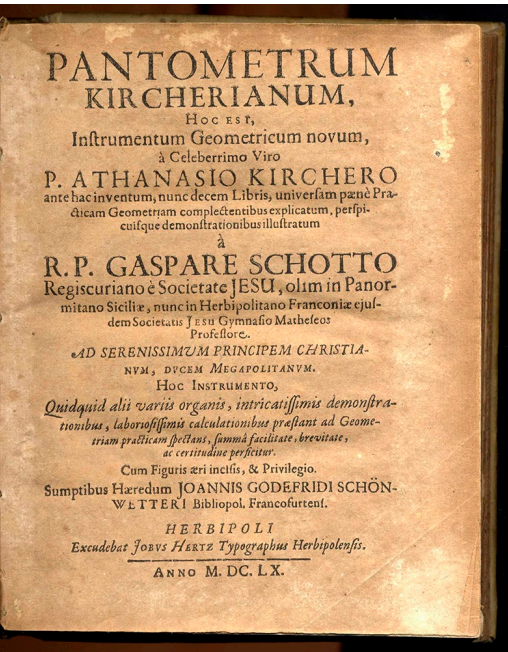 PANTOMETRUM
KIRCHERIANUM,
HOC EST,
Inſtrumentum Geometricum novum,
à Celeberrimo Viro
P. ATHANASIO KIRCHERO
ante hac inventum, nunc decem Libris, univerſam pænè Pra-
cticam Geometriam complectentibus explicatum, perſpi-
cuiſque demonſtrationibus illuſtratum
à
R. P. GASPARE SCHOTTO
Regiscuriano è Societate JESU, olim in Panor-
mitano Siciliæ, nunc in Herbipolitano Franconiæ ejuſ-
dem Societatis JESU Gymnaſio Matheſeos
Profeſſore.
AD SERENISSIMUM PRINCIPEM CHRISTIA-
NVM, DVCEM MEGAPOLITANVM.
HOC INSTRUMENTO,
Quidquid alii variis organis, intricatiſſimis demonſtra-
tionibus, laborioſiſſimis calculationibus præſtant ad Geome-
triam practicam ſpectans, ſummâ facilitate, brevitate,
ac certitudine perficitur.
Cum Figuris æri inciſis, & Privilegio.
Sumptibus Hæredum JOANNIS GODEFRIDI SCHÖN-
WETTERI Bibliopol. Francofurtenſ.
HERBIPOLI
Excudebat JOBVS HERTZ Typographus Herbipolenſis.
ANNO M. DC. LX.